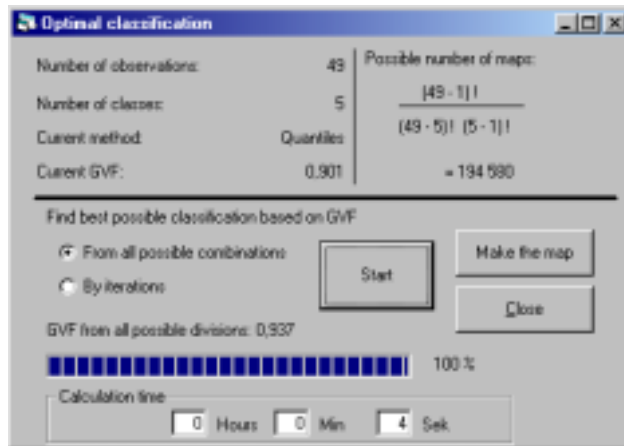 Optimal classification
Number of observations: 49
Number of classes: 5
Current method: Quantiles
Current GVF: 0,901
Possible number of maps:
(49 - 1) !
(49 - 5)! (5 - 1) !
= 194 580
Find best possible classification based on GVF
From all possible combinations
By iterations
Start
Make the map
Close
GVF from all possible divisions: 0,937
100 %
Calculation time
0 Hours 0 Min 4 Sek.